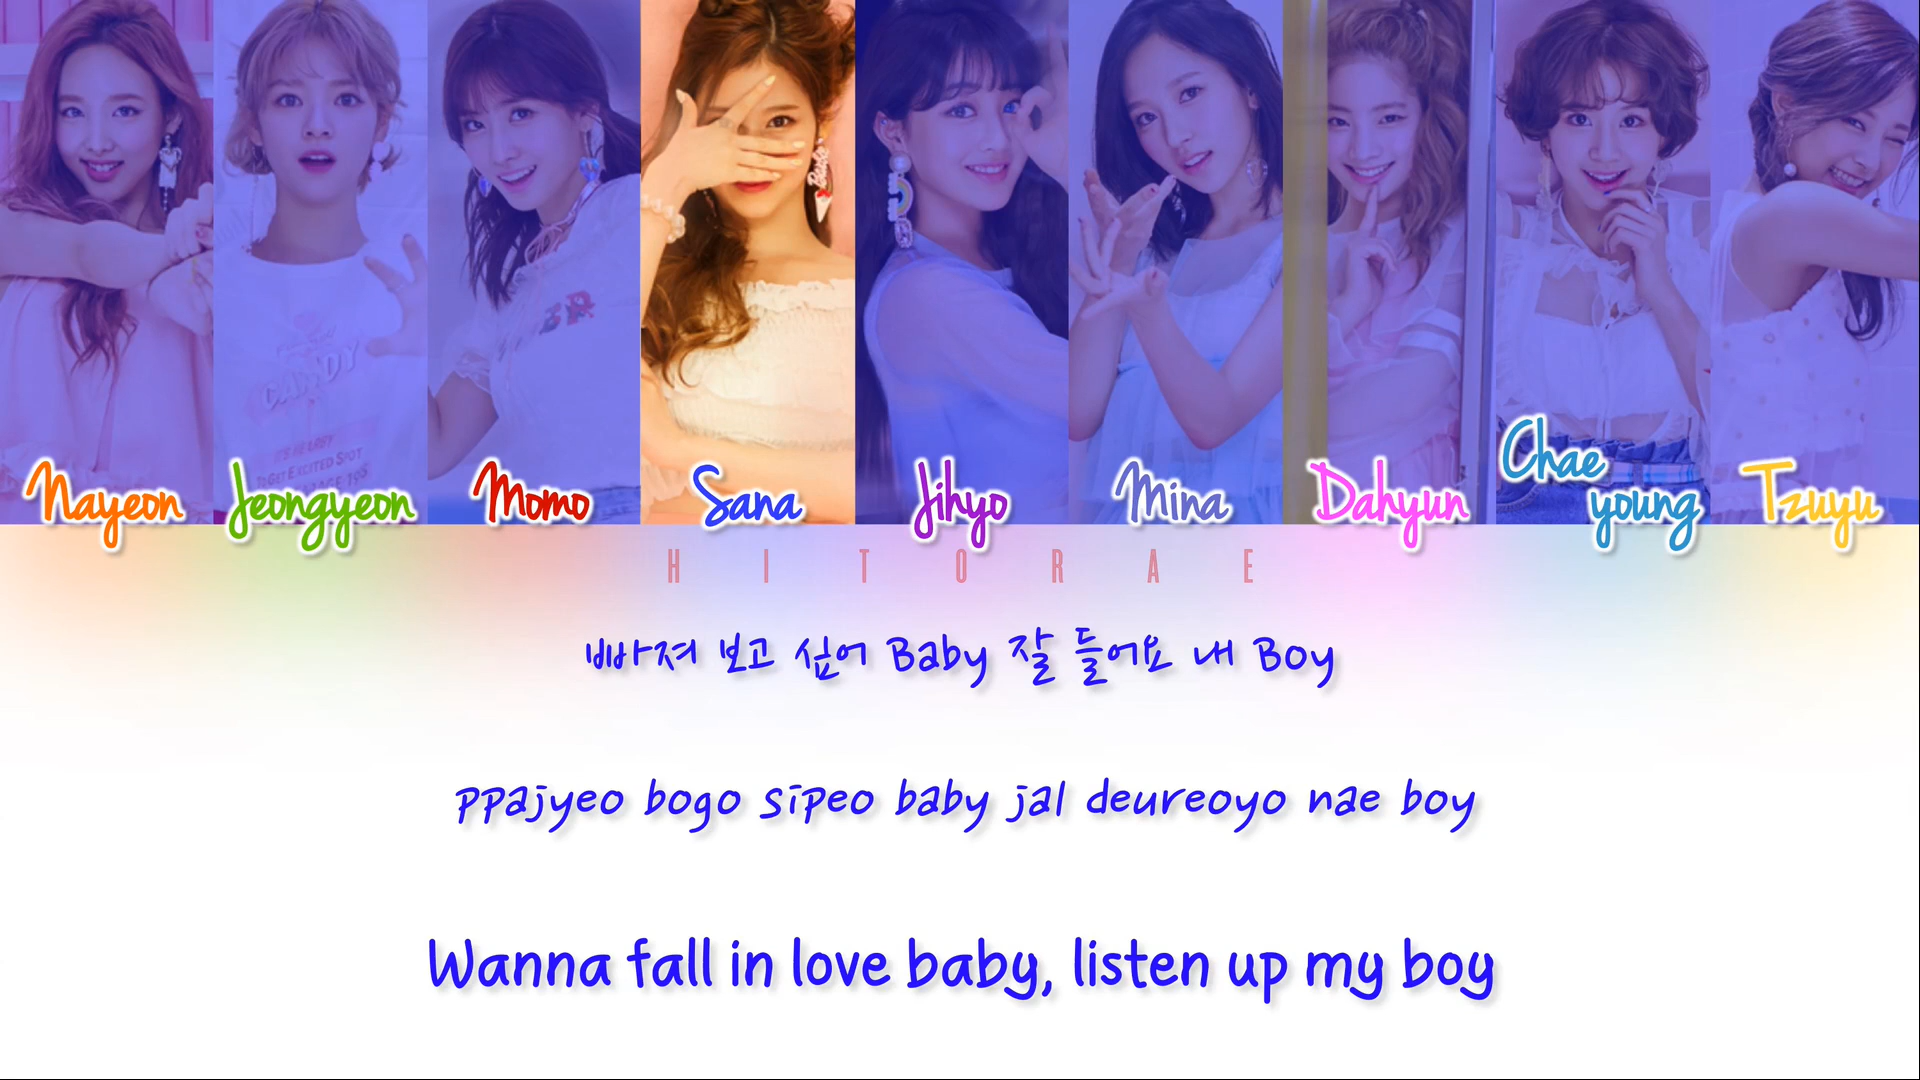 CANDY
Nayeon
Jeongyeon
Momo
Sana
Jihyo
Mina
Dahyun
Chae
young
Tzuyu
HITORAE
빠져 보고 싶어 Baby 잘 들어요 내 Boy
ppajyeo bogo sipeo baby jal deureoyo nae boy
Wanna fall in love baby, listen up my boy